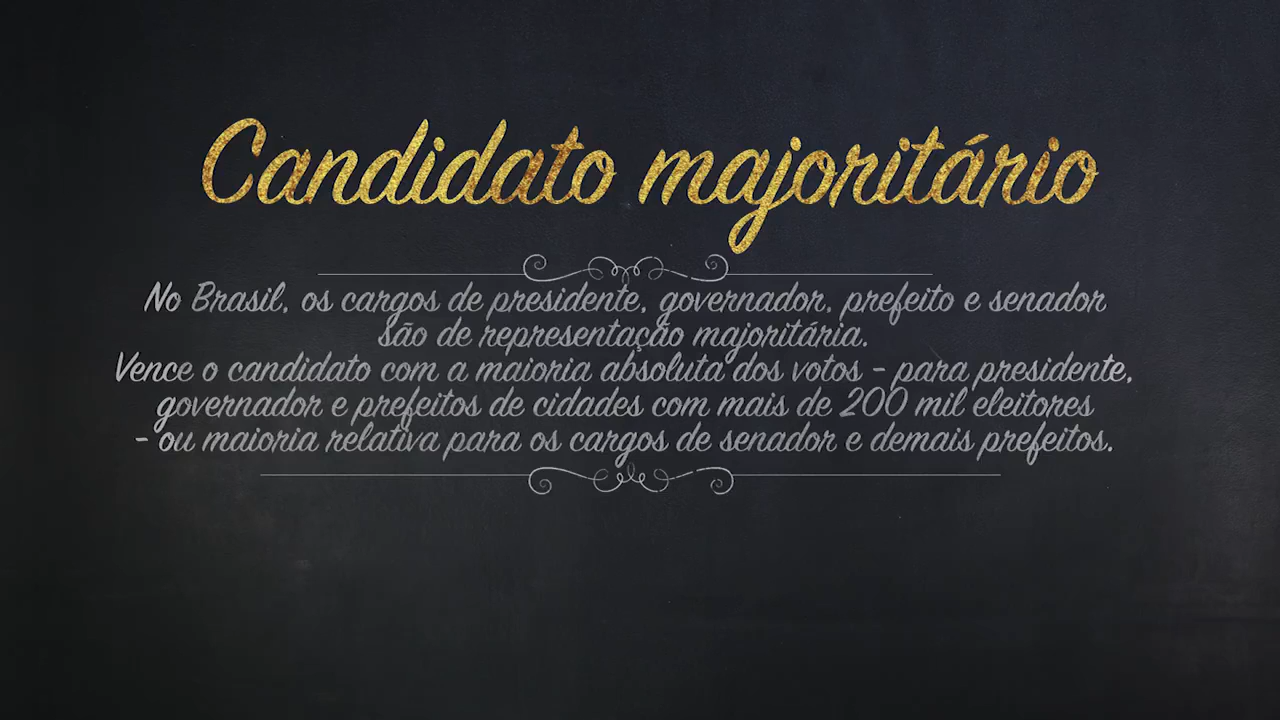 Candidato majoritário
No Brasil, os cargos de presidente, governador, prefeito e senador
são de representação majoritária.
Vence o candidato com a maioria absoluta dos votos - para presidente,
governador e prefeitos de cidades com mais de 200 mil eleitores
- ou maioria relativa para os cargos de senador e demais prefeitos.